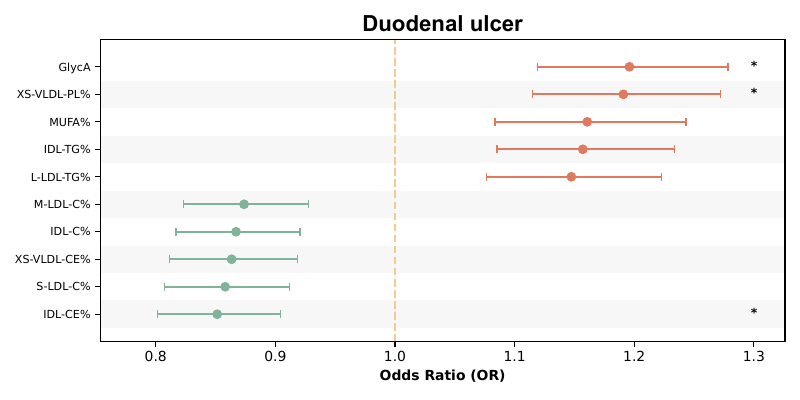 Duodenal ulcer
GlycA *
XS-VLDL-PL% *
MUFA%
IDL-TG%
L-LDL-TG%
M-LDL-C%
IDL-C%
XS-VLDL-CE%
S-LDL-C%
IDL-CE% *
0.8 0.9 1.0 1.1 1.2 1.3
Odds Ratio (OR)